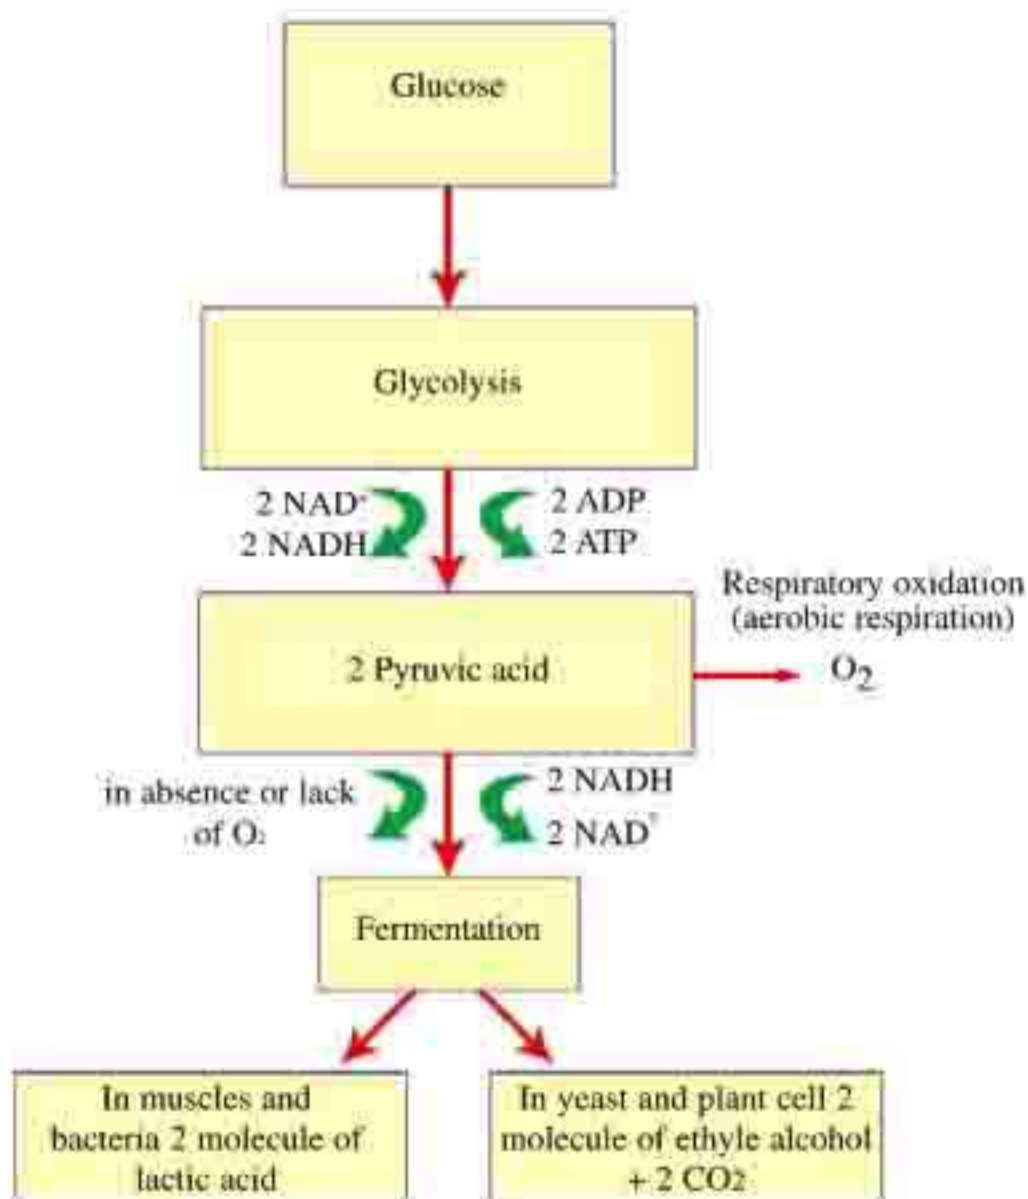 Glucose
Glycolysis
2 NAD⁺
2 NADH
2 ADP
2 ATP
Respiratory oxidation
(aerobic respiration)
O₂
2 Pyruvic acid
in absence or lack
of O₂
2 NADH
2 NAD⁺
Fermentation
In muscles and
bacteria 2 molecule of
lactic acid
In yeast and plant cell 2
molecule of ethyle alcohol
+ 2 CO₂